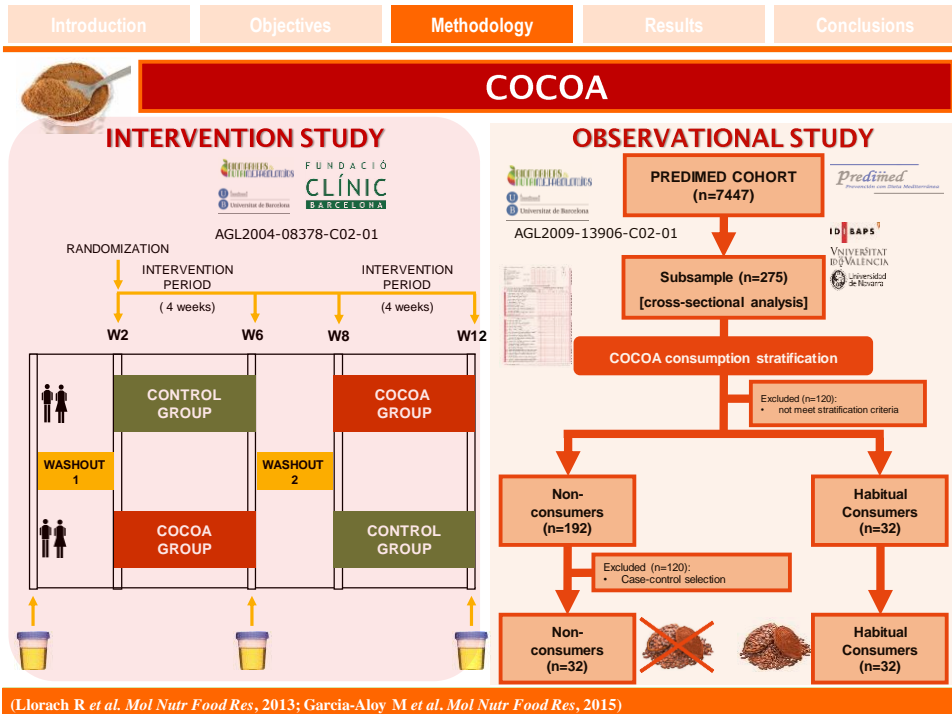 Introduction
Objectives
Methodology
Results
Conclusions
COCOA
INTERVENTION STUDY
FUNDACIÓ
CLÍNIC
BARCELONA
Universitat de Barcelona
AGL2004-08378-C02-01
RANDOMIZATION
INTERVENTION
PERIOD
( 4 weeks)
INTERVENTION
PERIOD
(4 weeks)
W2
W6
W8
W12
CONTROL
GROUP
COCOA
GROUP
WASHOUT
1
WASHOUT
2
COCOA
GROUP
CONTROL
GROUP
OBSERVATIONAL STUDY
Universitat de Barcelona
AGL2009-13906-C02-01
PREDIMED COHORT
(n=7447)
Predimed
Prevención con Dieta Mediterránea
IDIBAPS
VNIVERSITAT
ID VALÈNCIA
Universidad
de Navarra
Subsample (n=275)
[cross-sectional analysis]
COCOA consumption stratification
Excluded (n=120):
• not meet stratification criteria
Non-
consumers
(n=192)
Habitual
Consumers
(n=32)
Excluded (n=120):
• Case-control selection
Non-
consumers
(n=32)
Habitual
Consumers
(n=32)
(Llorach R et al. Mol Nutr Food Res, 2013; Garcia-Aloy M et al. Mol Nutr Food Res, 2015)